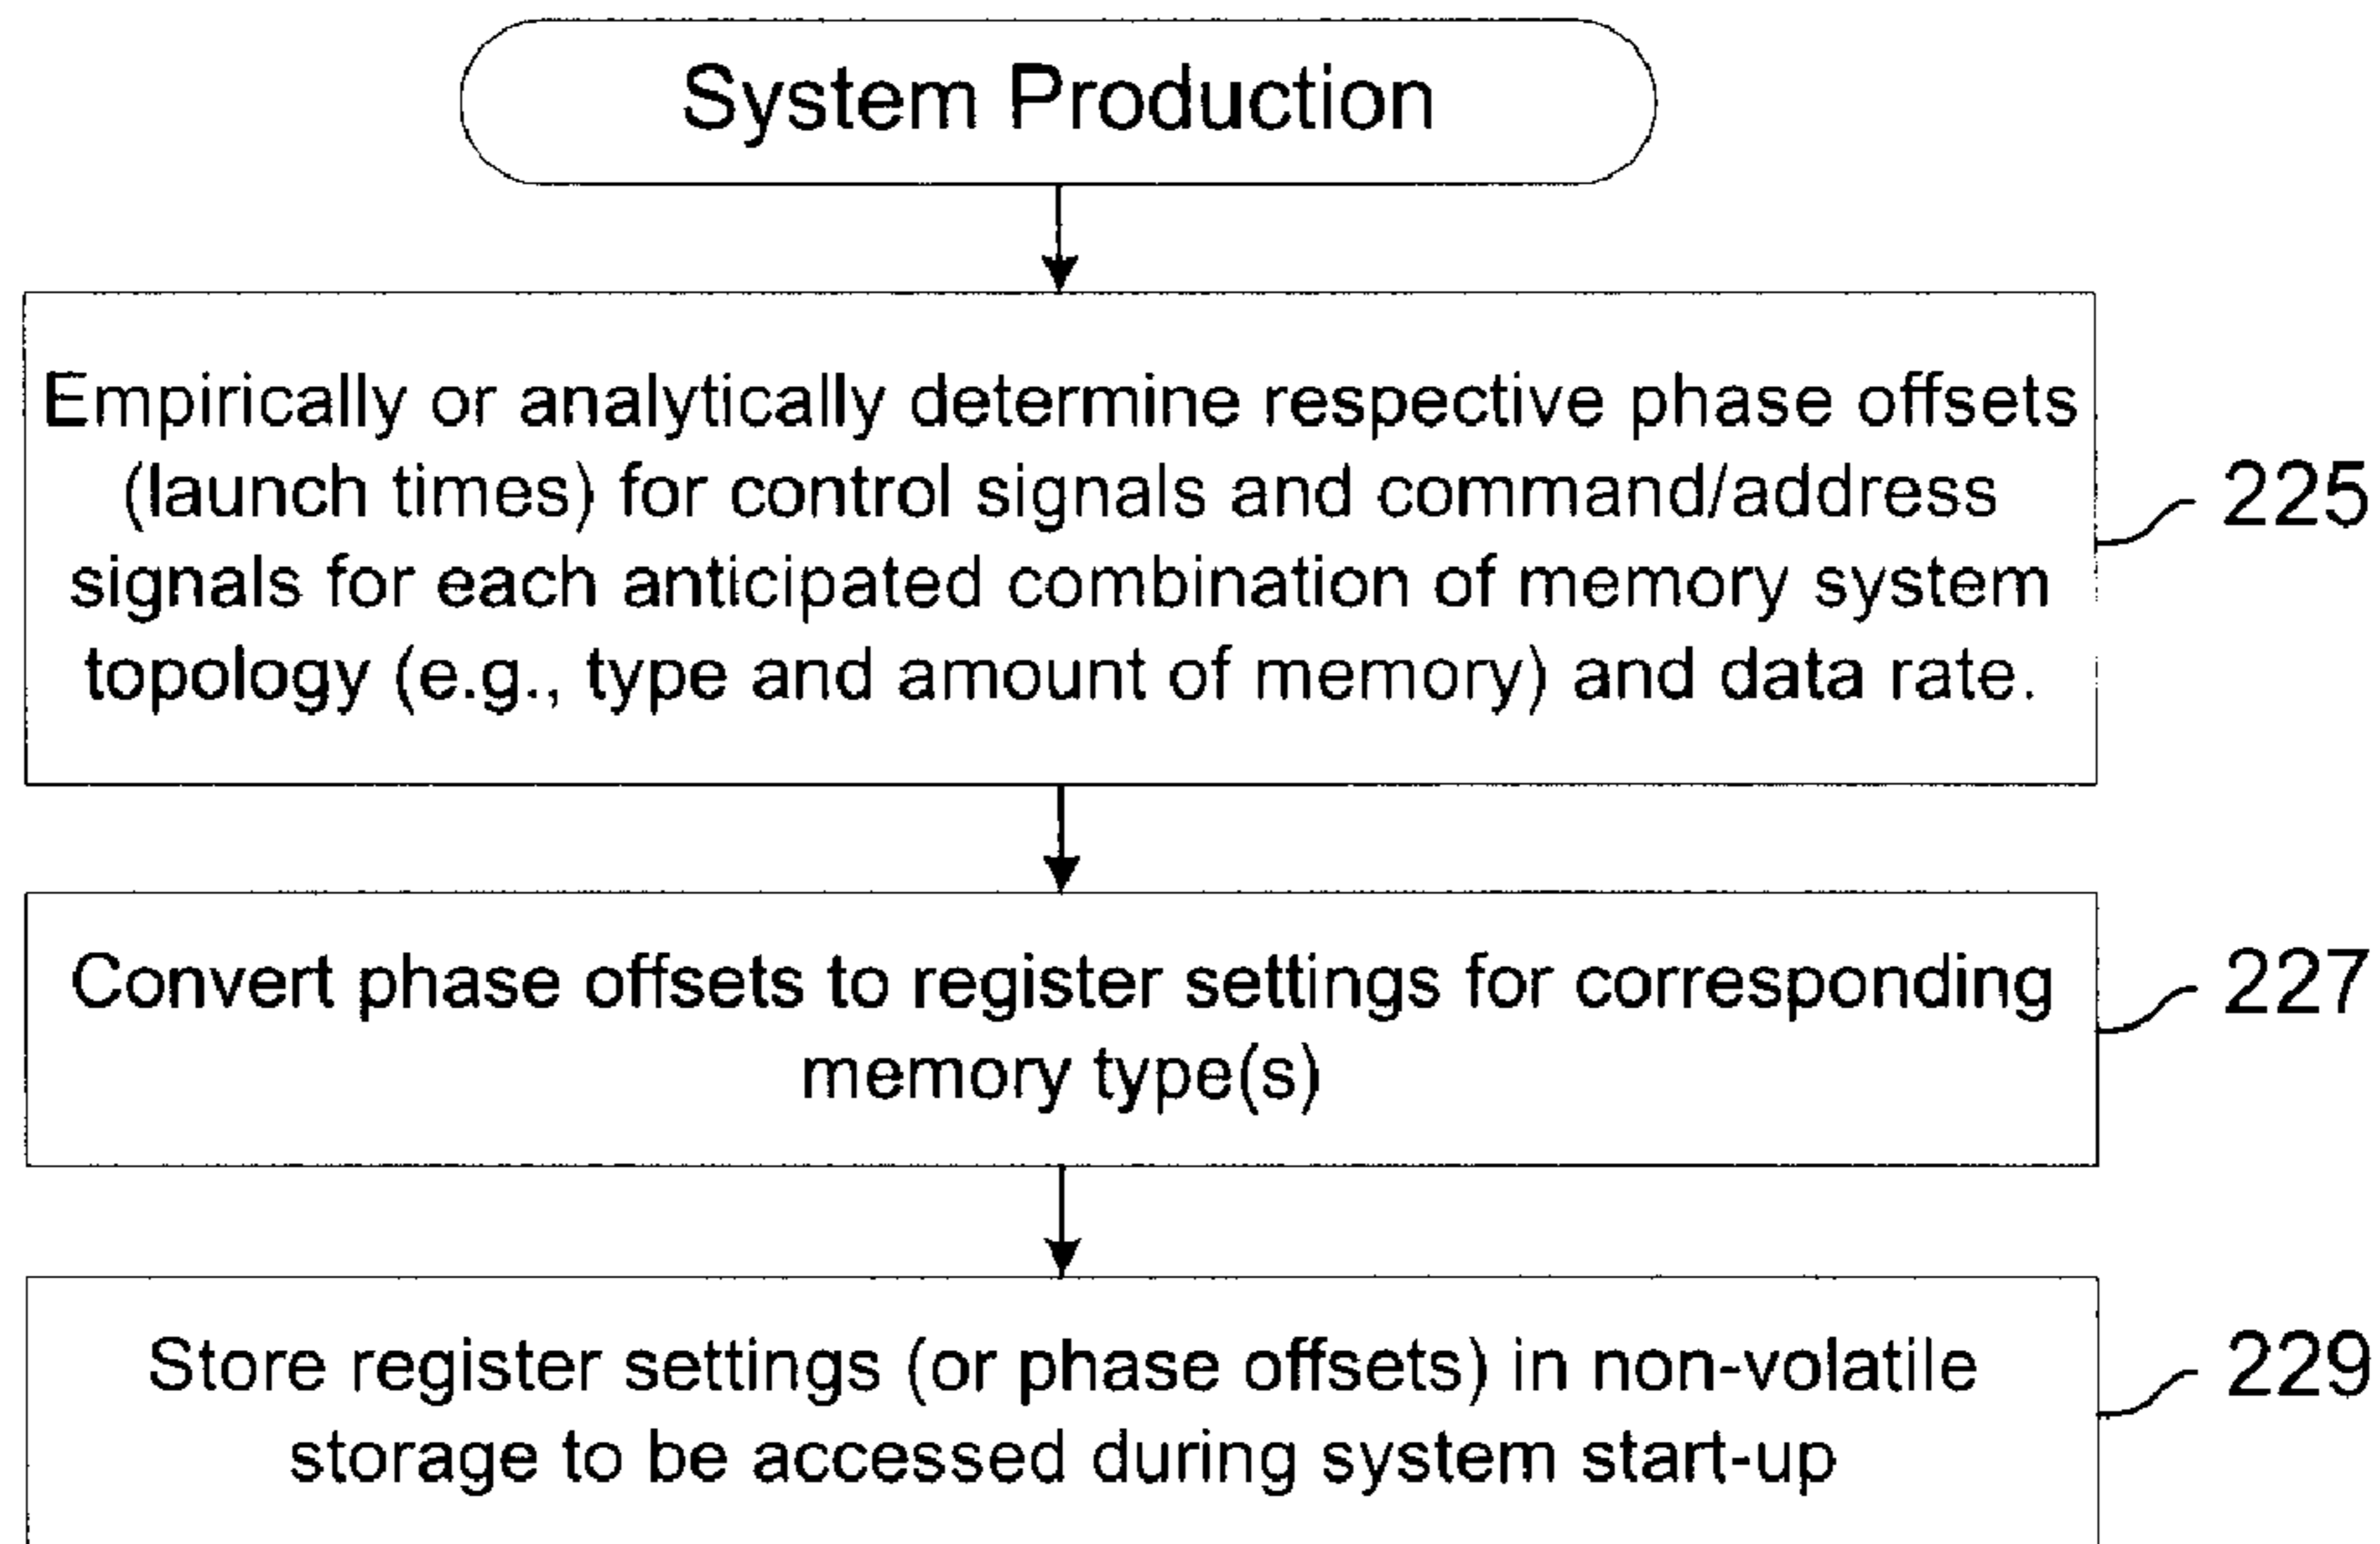 System Production
Empirically or analytically determine respective phase offsets
(launch times) for control signals and command/address
signals for each anticipated combination of memory system
topology (e.g., type and amount of memory) and data rate.
225
Convert phase offsets to register settings for corresponding
memory type(s)
227
Store register settings (or phase offsets) in non-volatile
storage to be accessed during system start-up
229